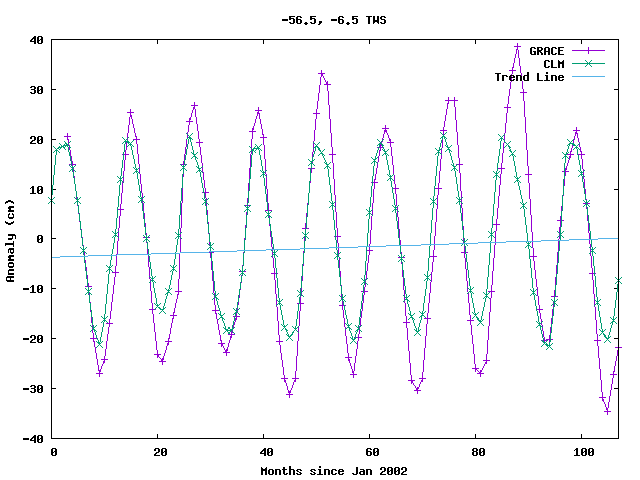 -56.5, -6.5 TWS
GRACE
CLM
Trend Line
40
30
20
10
0
-10
-20
-30
-40
Anomaly (cm)
0 20 40 60 80 100
Months since Jan 2002